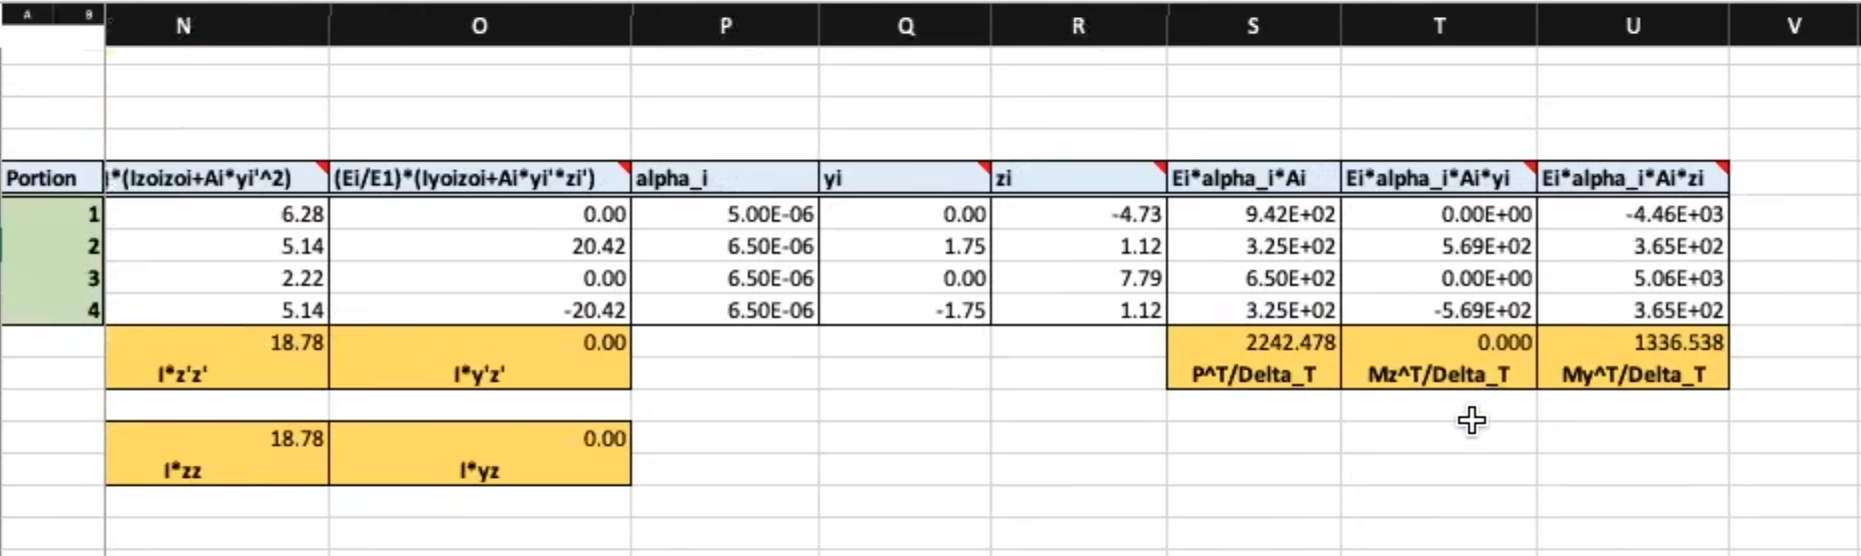 A B N O P Q R S T U V
Portion i*(Izoizoi+Ai*yi'^2) (Ei/E1)*(Iyoizoi+Ai*yi'*zi') alpha_i yi zi Ei*alpha_i*Ai Ei*alpha_i*Ai*yi Ei*alpha_i*Ai*zi
1 6.28 0.00 5.00E-06 0.00 -4.73 9.42E+02 0.00E+00 -4.46E+03
2 5.14 20.42 6.50E-06 1.75 1.12 3.25E+02 5.69E+02 3.65E+02
3 2.22 0.00 6.50E-06 0.00 7.79 6.50E+02 0.00E+00 5.06E+03
4 5.14 -20.42 6.50E-06 -1.75 1.12 3.25E+02 -5.69E+02 3.65E+02
18.78 0.00 2242.478 0.000 1336.538
I*z'z' I*y'z' P^T/Delta_T Mz^T/Delta_T My^T/Delta_T
18.78 0.00
I*zz I*yz